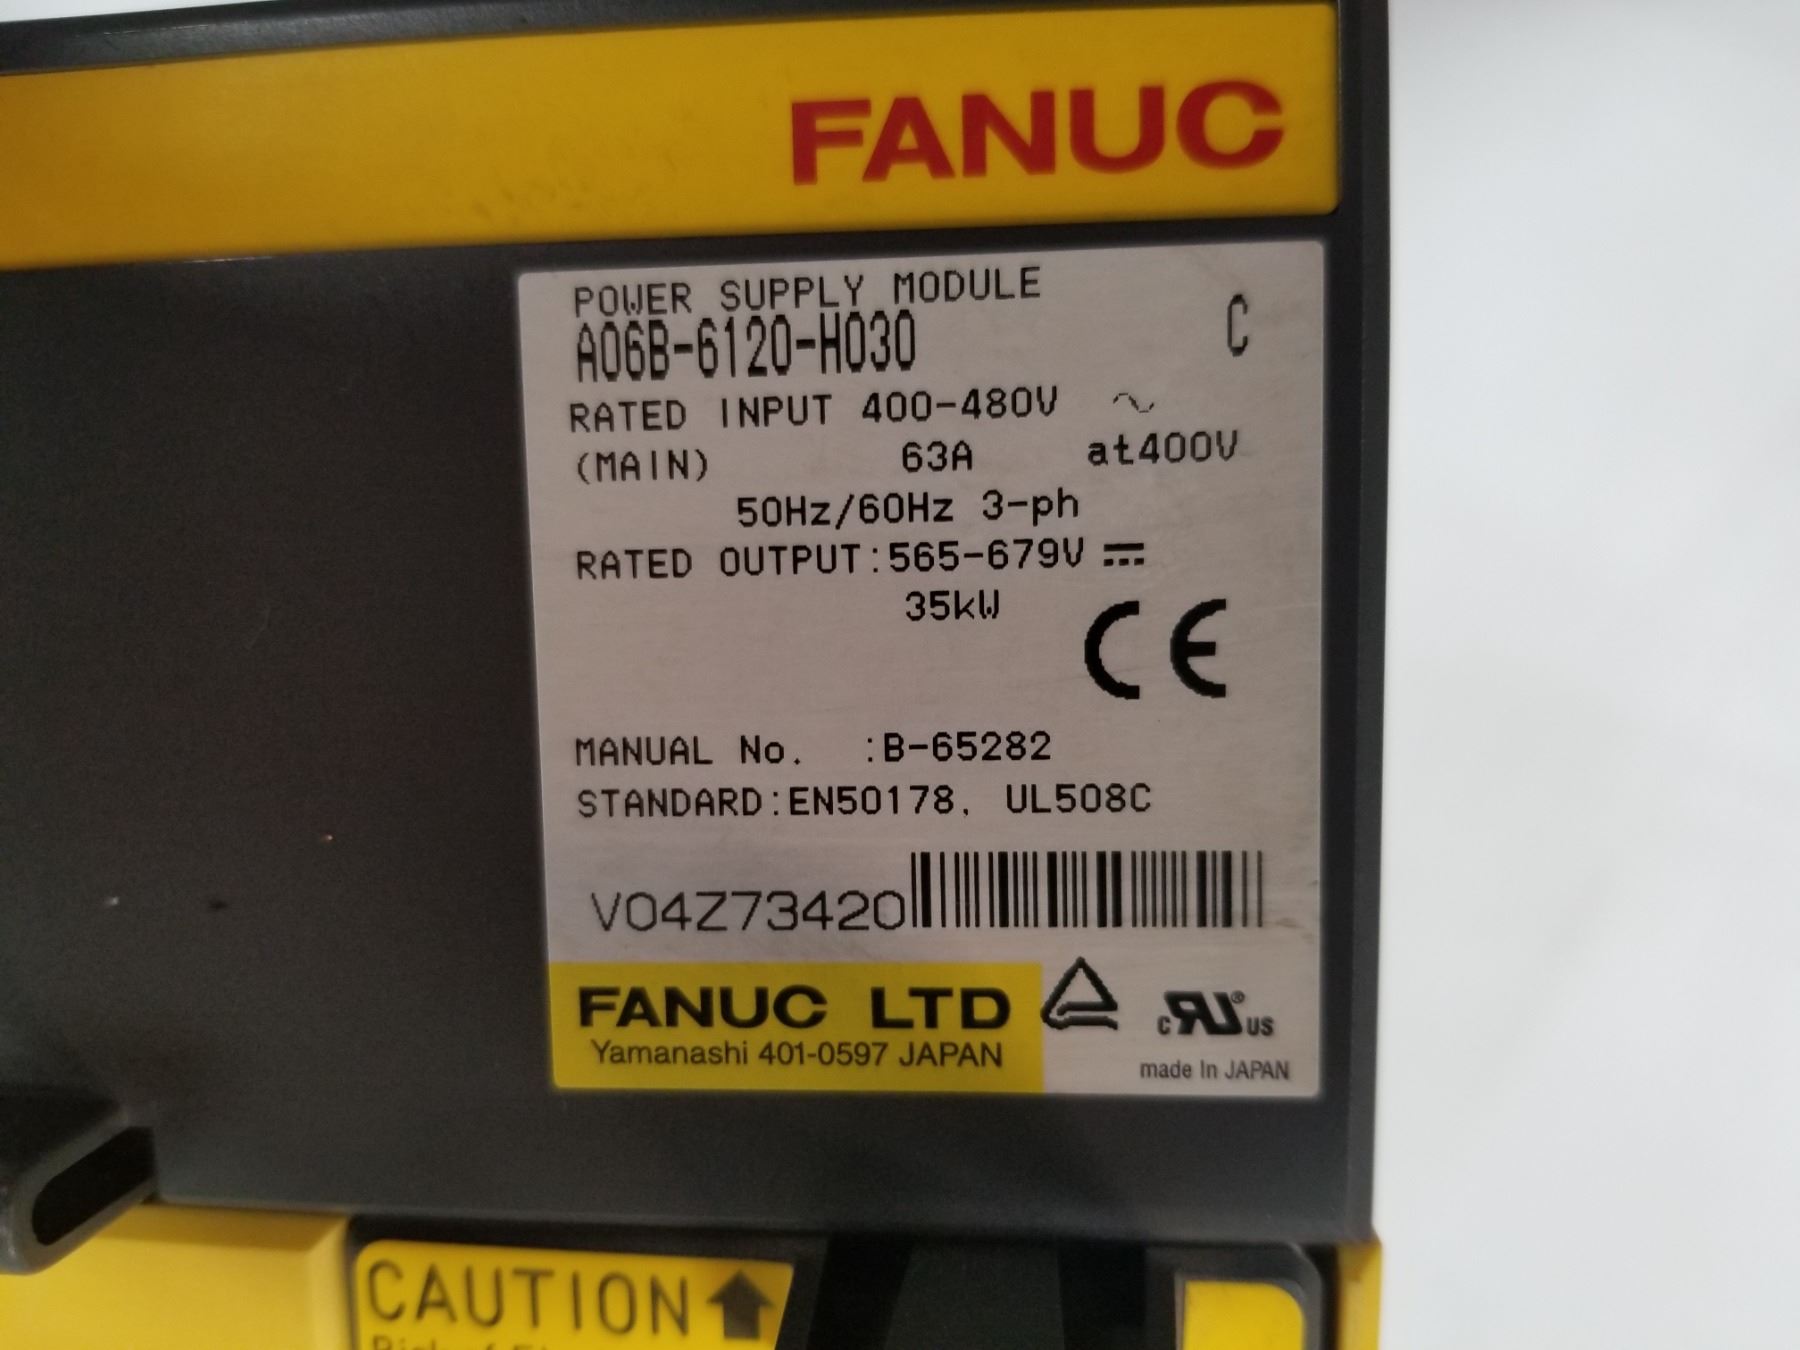 FANUC
POWER SUPPLY MODULE
A06B-6120-H030 C
RATED INPUT 400-480V ~
(MAIN) 63A at400V
50Hz/60Hz 3-ph
RATED OUTPUT:565-679V ⎓
35kW
CE
MANUAL No. :B-65282
STANDARD:EN50178, UL508C
V04Z73420
FANUC LTD
Yamanashi 401-0597 JAPAN
c RU ® US
made In JAPAN
CAUTION